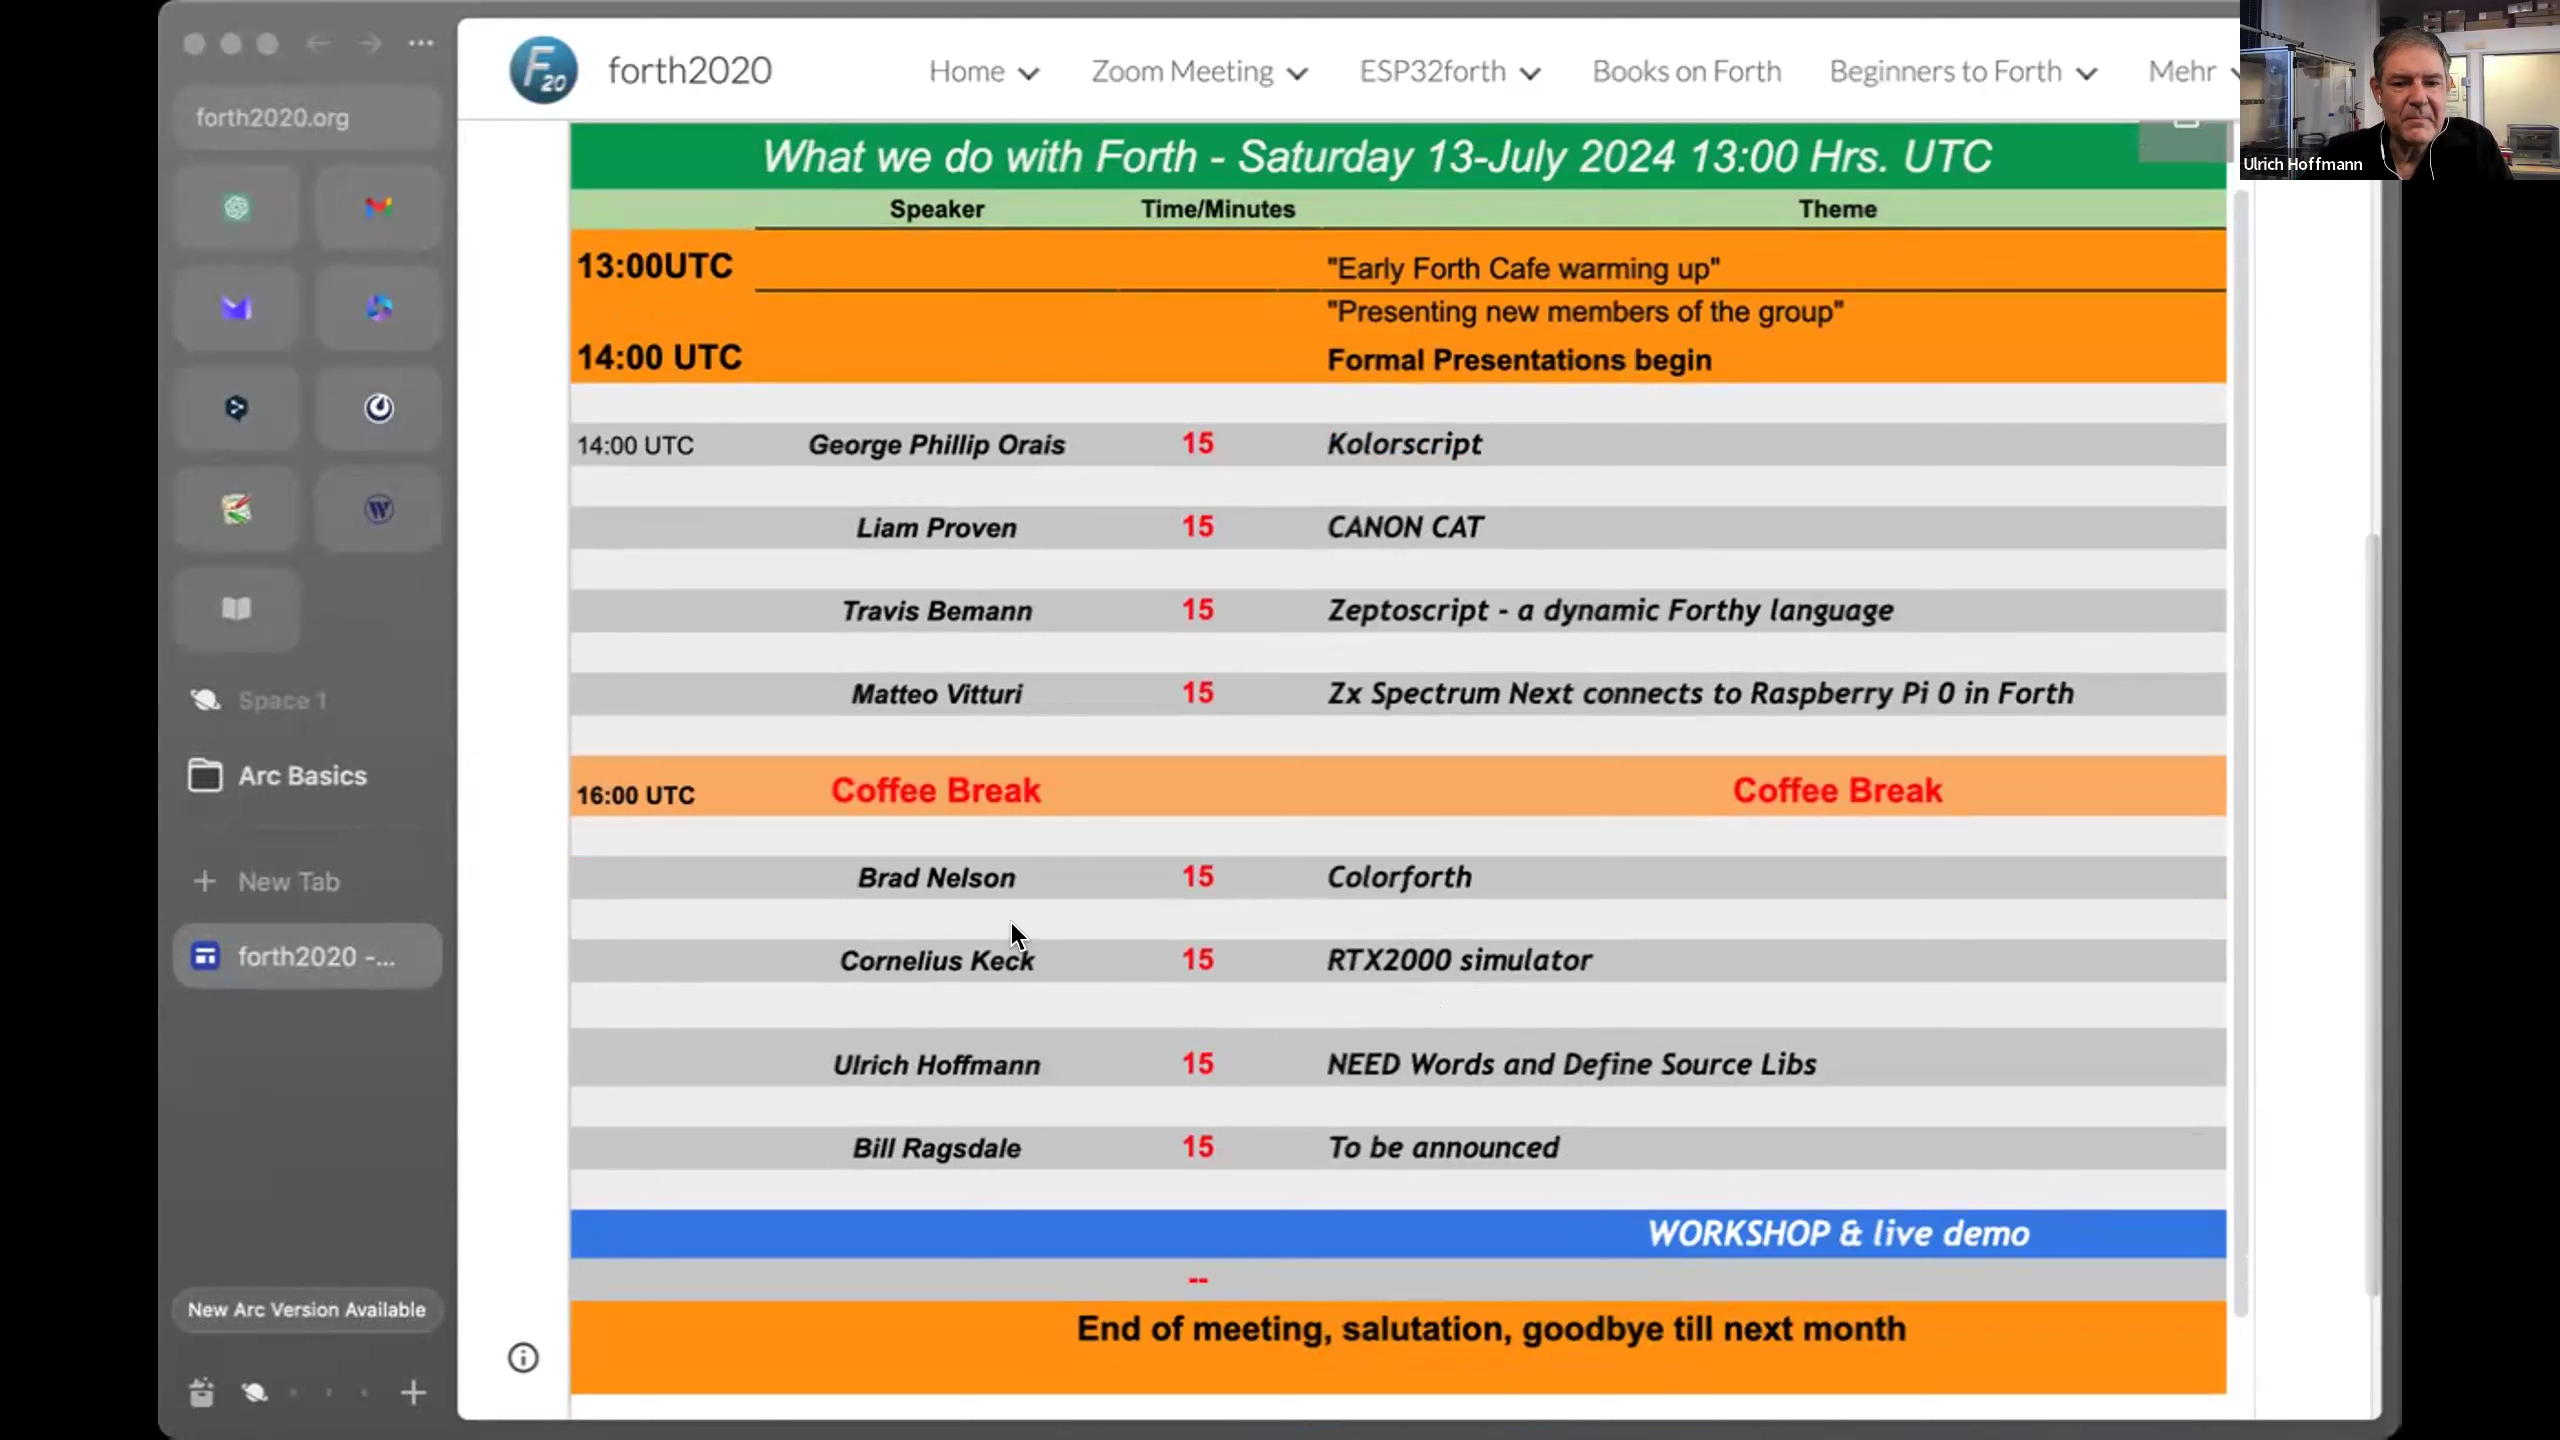 forth2020.org
Space 1
Arc Basics
New Tab
forth2020 -...
New Arc Version Available
F20
forth2020
Home
Zoom Meeting
ESP32forth
Books on Forth
Beginners to Forth
Mehr
Ulrich Hoffmann
What we do with Forth - Saturday 13-July 2024 13:00 Hrs. UTC
Speaker Time/Minutes Theme
13:00UTC "Early Forth Cafe warming up"
"Presenting new members of the group"
14:00 UTC Formal Presentations begin
14:00 UTC George Phillip Orais 15 Kolorscript
Liam Proven 15 CANON CAT
Travis Bemann 15 Zeptoscript - a dynamic Forthy language
Matteo Vitturi 15 Zx Spectrum Next connects to Raspberry Pi 0 in Forth
16:00 UTC Coffee Break Coffee Break
Brad Nelson 15 Colorforth
Cornelius Keck 15 RTX2000 simulator
Ulrich Hoffmann 15 NEED Words and Define Source Libs
Bill Ragsdale 15 To be announced
WORKSHOP & live demo
--
End of meeting, salutation, goodbye till next month